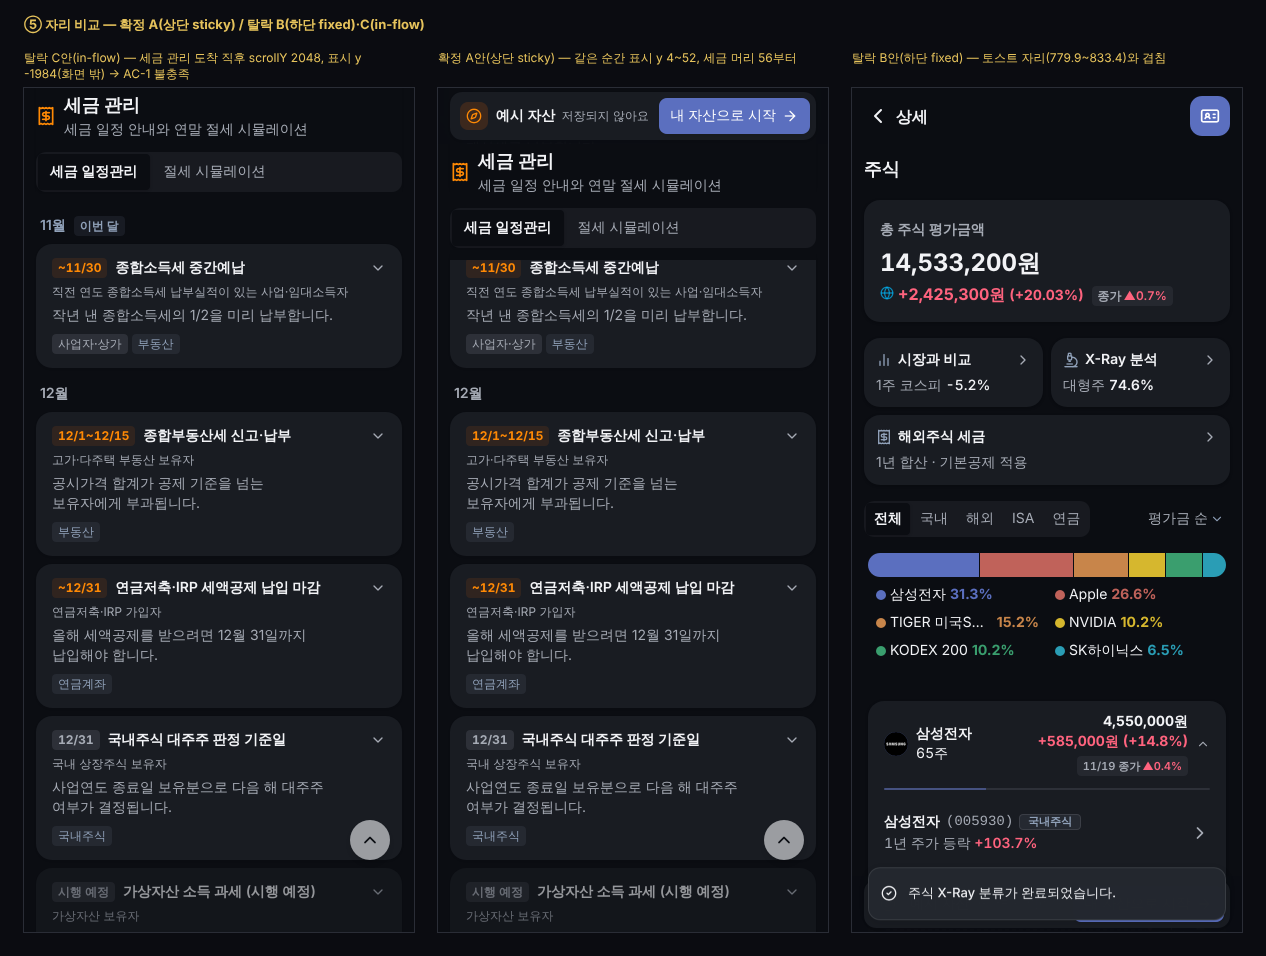 ⑤ 자리 비교 — 확정 A(상단 sticky) / 탈락 B(하단 fixed)·C(in-flow)
탈락 C안(in-flow) — 세금 관리 도착 직후 scrollY 2048, 표시 y
-1984(화면 밖) → AC-1 불충족
세금 관리
세금 일정 안내와 연말 절세 시뮬레이션
세금 일정관리
절세 시뮬레이션
11월
이번 달
~11/30
종합소득세 중간예납
직전 연도 종합소득세 납부실적이 있는 사업·임대소득자
작년 낸 종합소득세의 1/2을 미리 납부합니다.
사업자·상가
부동산
12월
12/1~12/15
종합부동산세 신고·납부
고가·다주택 부동산 보유자
공시가격 합계가 공제 기준을 넘는
보유자에게 부과됩니다.
부동산
~12/31
연금저축·IRP 세액공제 납입 마감
연금저축·IRP 가입자
올해 세액공제를 받으려면 12월 31일까지
납입해야 합니다.
연금계좌
12/31
국내주식 대주주 판정 기준일
국내 상장주식 보유자
사업연도 종료일 보유분으로 다음 해 대주주
여부가 결정됩니다.
국내주식
시행 예정
가상자산 소득 과세 (시행 예정)
가상자산 보유자
확정 A안(상단 sticky) — 같은 순간 표시 y 4~52, 세금 머리 56부터
예시 자산
저장되지 않아요
내 자산으로 시작 →
세금 관리
세금 일정 안내와 연말 절세 시뮬레이션
세금 일정관리
절세 시뮬레이션
~11/30
종합소득세 중간예납
직전 연도 종합소득세 납부실적이 있는 사업·임대소득자
작년 낸 종합소득세의 1/2을 미리 납부합니다.
사업자·상가
부동산
12월
12/1~12/15
종합부동산세 신고·납부
고가·다주택 부동산 보유자
공시가격 합계가 공제 기준을 넘는
보유자에게 부과됩니다.
부동산
~12/31
연금저축·IRP 세액공제 납입 마감
연금저축·IRP 가입자
올해 세액공제를 받으려면 12월 31일까지
납입해야 합니다.
연금계좌
12/31
국내주식 대주주 판정 기준일
국내 상장주식 보유자
사업연도 종료일 보유분으로 다음 해 대주주
여부가 결정됩니다.
국내주식
시행 예정
가상자산 소득 과세 (시행 예정)
가상자산 보유자
탈락 B안(하단 fixed) — 토스트 자리(779.9~833.4)와 겹침
상세
주식
총 주식 평가금액
14,533,200원
+2,425,300원 (+20.03%)
종가 ▲0.7%
시장과 비교
1주 코스피 -5.2%
X-Ray 분석
대형주 74.6%
해외주식 세금
1년 합산 · 기본공제 적용
전체
국내
해외
ISA
연금
평가금 순
삼성전자 31.3%
Apple 26.6%
TIGER 미국S... 15.2%
NVIDIA 10.2%
KODEX 200 10.2%
SK하이닉스 6.5%
SAMSUNG
삼성전자
65주
4,550,000원
+585,000원 (+14.8%)
11/19 종가 ▲0.4%
삼성전자 (005930) 국내주식
1년 주가 등락 +103.7%
주식 X-Ray 분류가 완료되었습니다.